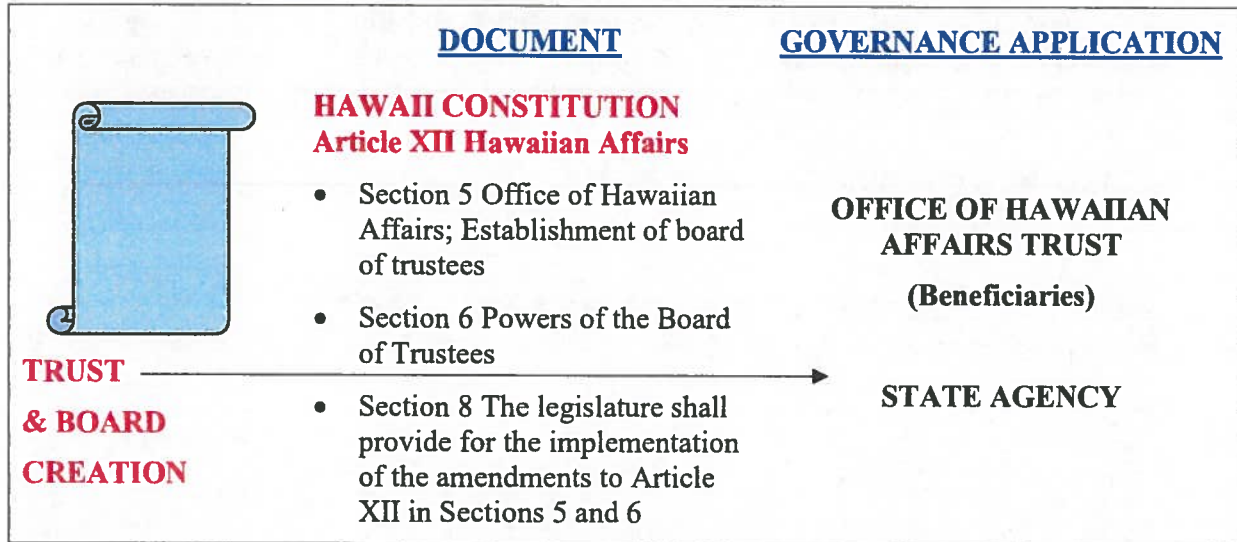 DOCUMENT
GOVERNANCE APPLICATION
HAWAII CONSTITUTION
Article XII Hawaiian Affairs
• Section 5 Office of Hawaiian
Affairs; Establishment of board
of trustees
• Section 6 Powers of the Board
of Trustees
• Section 8 The legislature shall
provide for the implementation
of the amendments to Article
XII in Sections 5 and 6
TRUST
& BOARD
CREATION
OFFICE OF HAWAIIAN
AFFAIRS TRUST
(Beneficiaries)
STATE AGENCY